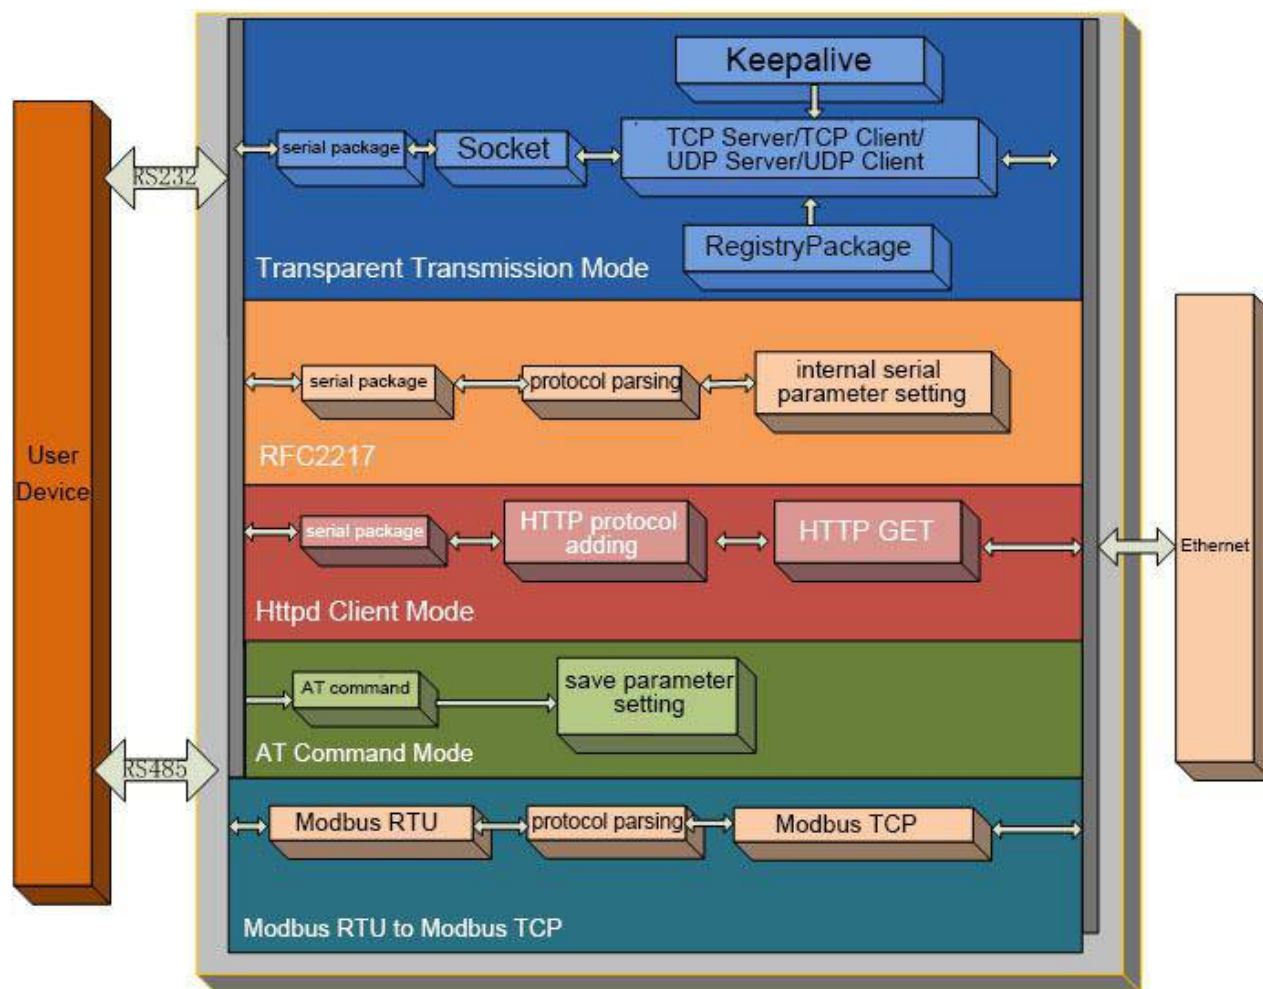 Keepalive
serial package
Socket
TCP Server/TCP Client/
UDP Server/UDP Client
RS232
RegistryPackage
Transparent Transmission Mode
serial package
protocol parsing
internal serial
parameter setting
RFC2217
User
Device
serial package
HTTP protocol
adding
HTTP GET
Ethernet
Httpd Client Mode
AT command
save parameter
setting
AT Command Mode
RS485
Modbus RTU
protocol parsing
Modbus TCP
Modbus RTU to Modbus TCP